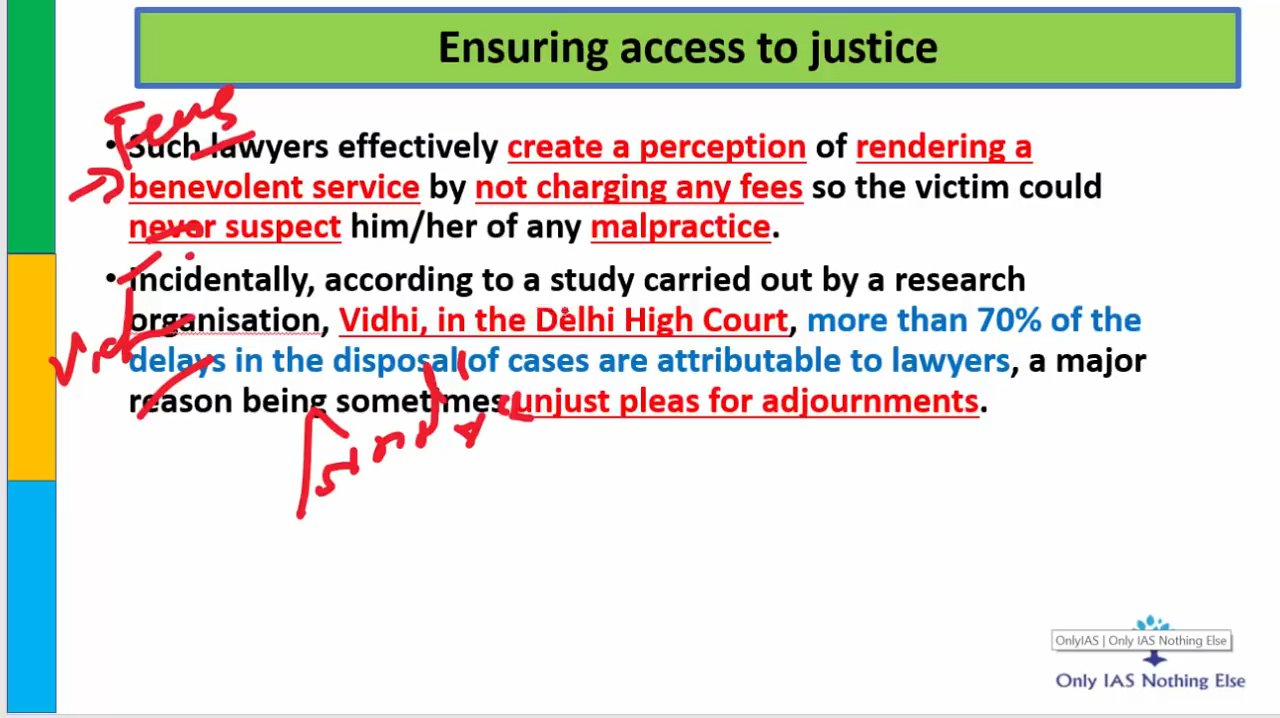 Ensuring access to justice
• Such lawyers effectively create a perception of rendering a
benevolent service by not charging any fees so the victim could
never suspect him/her of any malpractice.
• Incidentally, according to a study carried out by a research
organisation, Vidhi, in the Delhi High Court, more than 70% of the
delays in the disposal of cases are attributable to lawyers, a major
reason being sometimes unjust pleas for adjournments.
OnlyIAS | Only IAS Nothing Else
Only IAS Nothing Else